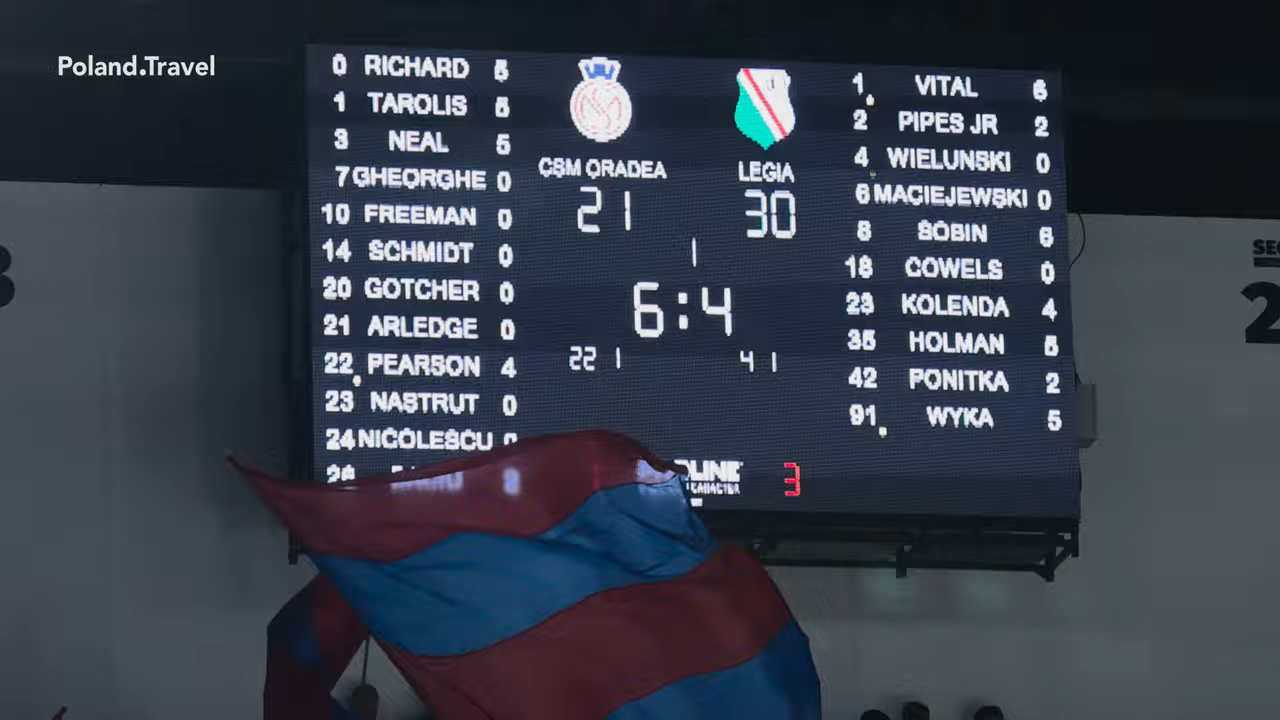 Poland.Travel
0 RICHARD 5
1 TAROLIS 5
3 NEAL 5
7 GHEORGHE 0
10 FREEMAN 0
14 SCHMIDT 0
20 GOTCHER 0
21 ARLEDGE 0
22 PEARSON 4
23 NASTRUT 0
24 NICOLESCU 0
CSM ORADEA LEGIA
21 30
1
6:4
22 1 41
3
1 VITAL 6
2 PIPES JR 2
4 WIELUNSKI 0
6 MACIEJEWSKI 0
8 SOBIN 6
18 COWELS 0
23 KOLENDA 4
35 HOLMAN 5
42 PONITKA 2
91 WYKA 5
2